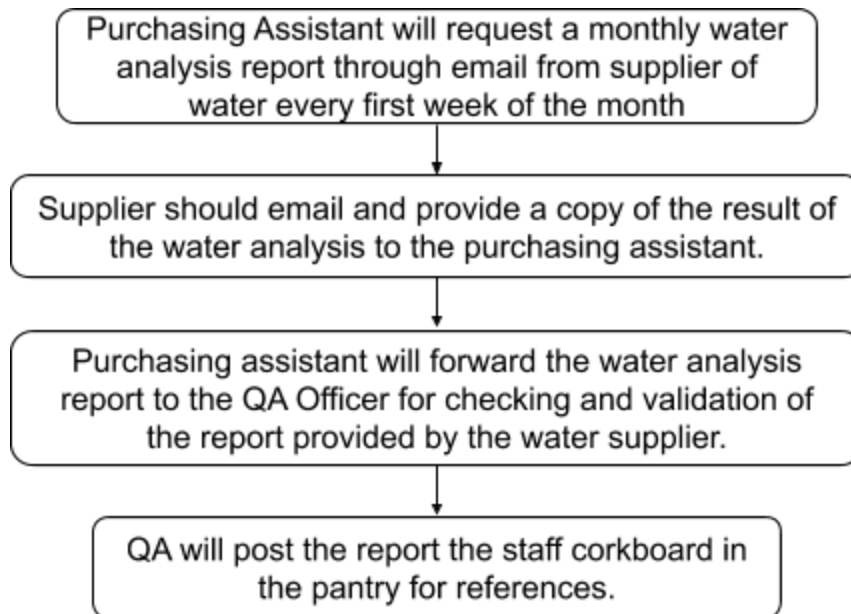 Purchasing Assistant will request a monthly water
analysis report through email from supplier of
water every first week of the month
Supplier should email and provide a copy of the result of
the water analysis to the purchasing assistant.
Purchasing assistant will forward the water analysis
report to the QA Officer for checking and validation of
the report provided by the water supplier.
QA will post the report the staff corkboard in
the pantry for references.